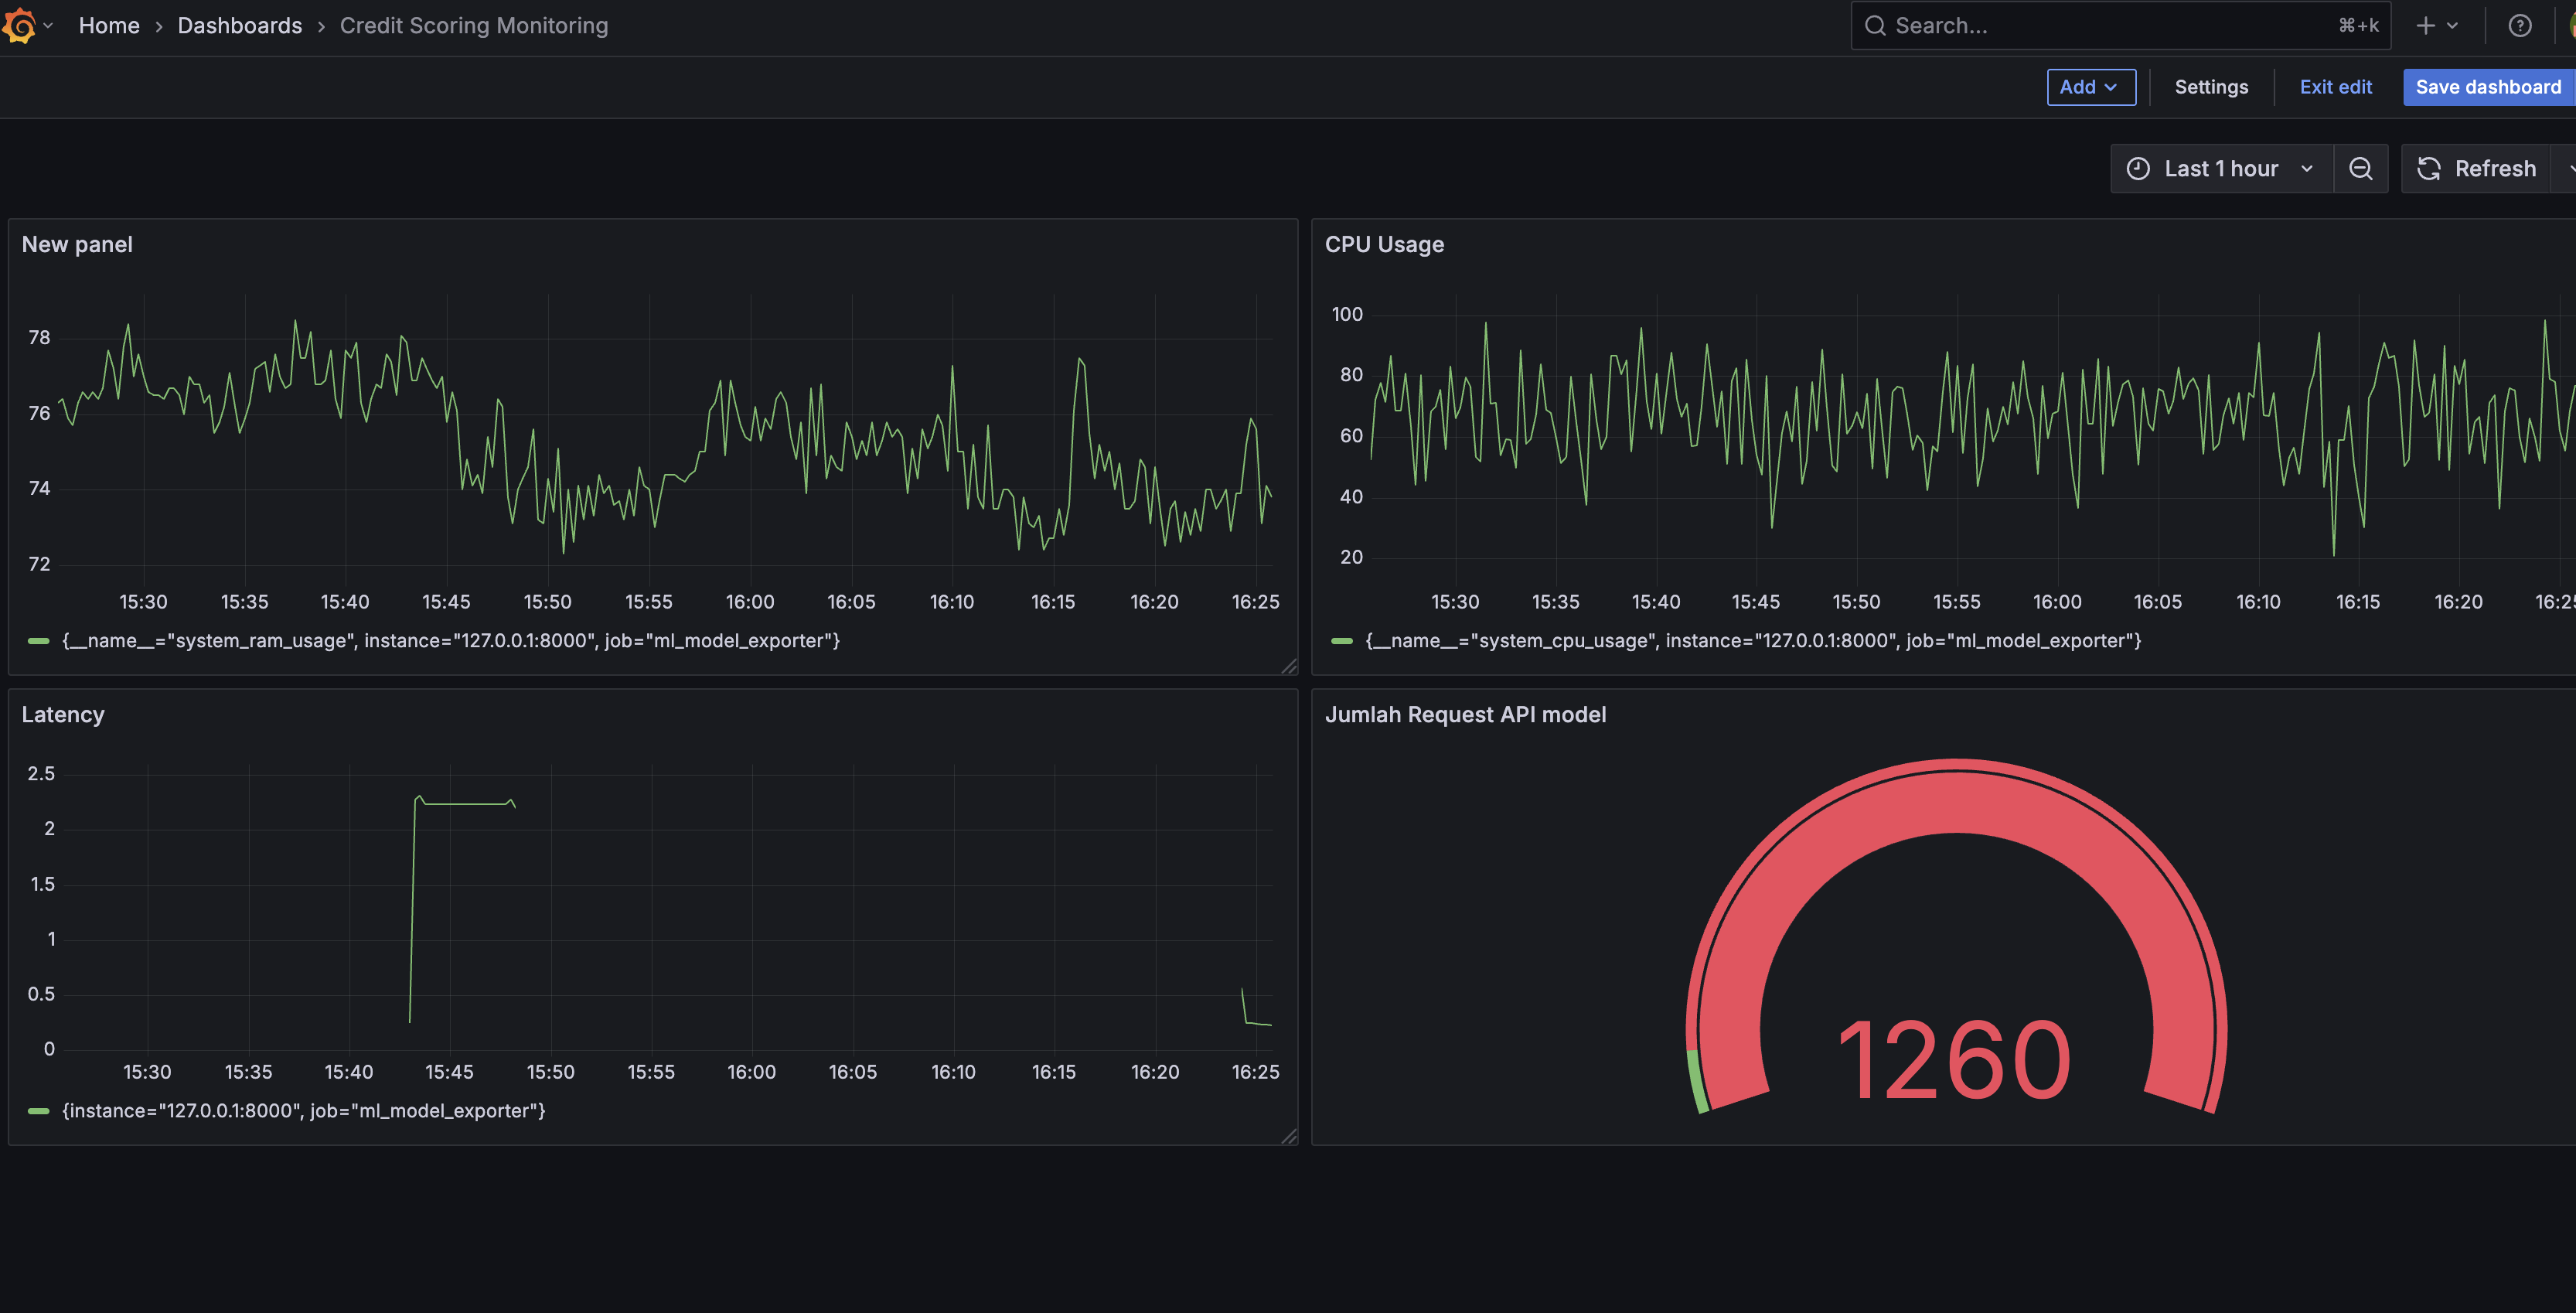 Home › Dashboards › Credit Scoring Monitoring
Search...
⌘+k
Add
Settings
Exit edit
Save dashboard
Last 1 hour
Refresh
New panel
78
76
74
72
15:30 15:35 15:40 15:45 15:50 15:55 16:00 16:05 16:10 16:15 16:20 16:25
{__name__="system_ram_usage", instance="127.0.0.1:8000", job="ml_model_exporter"}
CPU Usage
100
80
60
40
20
15:30 15:35 15:40 15:45 15:50 15:55 16:00 16:05 16:10 16:15 16:20 16:25
{__name__="system_cpu_usage", instance="127.0.0.1:8000", job="ml_model_exporter"}
Latency
2.5
2
1.5
1
0.5
0
15:30 15:35 15:40 15:45 15:50 15:55 16:00 16:05 16:10 16:15 16:20 16:25
{instance="127.0.0.1:8000", job="ml_model_exporter"}
Jumlah Request API model
1260